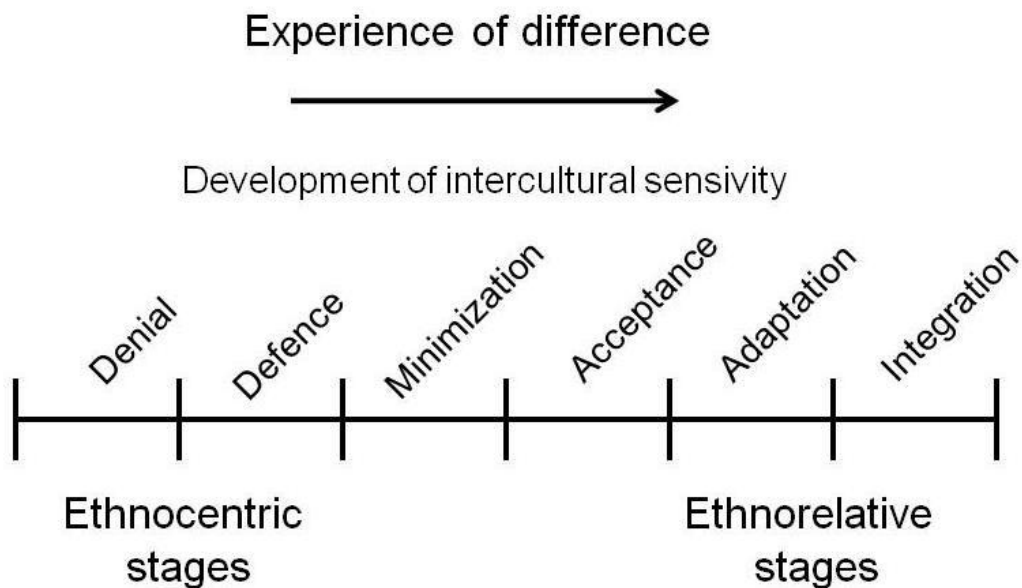 Experience of difference
Development of intercultural sensivity
Denial
Defence
Minimization
Acceptance
Adaptation
Integration
Ethnocentric
stages
Ethnorelative
stages